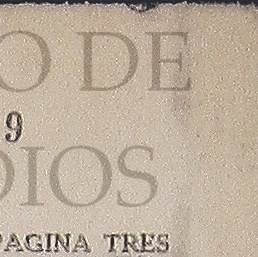 O DE
9
DIOS
PAGINA TRES